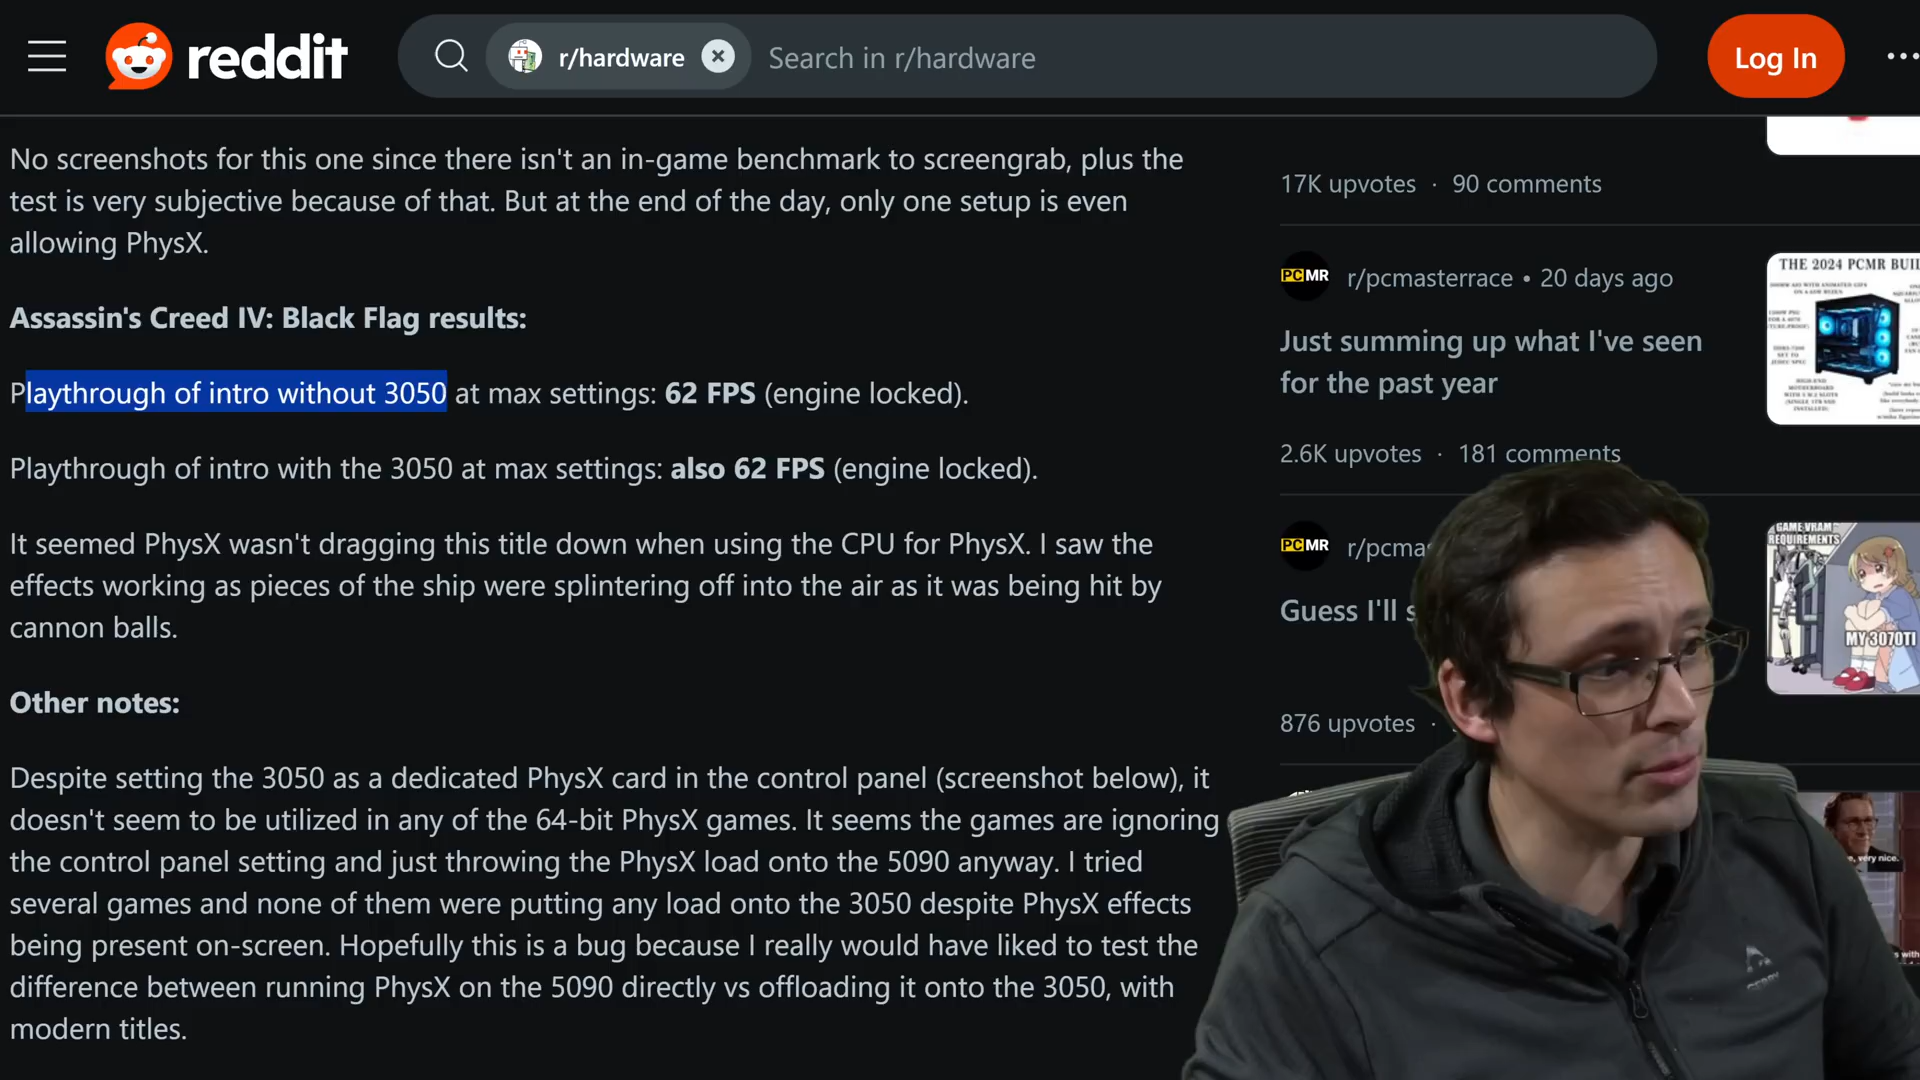 reddit
r/hardware
Search in r/hardware
Log In
No screenshots for this one since there isn't an in-game benchmark to screengrab, plus the
test is very subjective because of that. But at the end of the day, only one setup is even
allowing PhysX.
Assassin's Creed IV: Black Flag results:
Playthrough of intro without 3050 at max settings: 62 FPS (engine locked).
Playthrough of intro with the 3050 at max settings: also 62 FPS (engine locked).
It seemed PhysX wasn't dragging this title down when using the CPU for PhysX. I saw the
effects working as pieces of the ship were splintering off into the air as it was being hit by
cannon balls.
Other notes:
Despite setting the 3050 as a dedicated PhysX card in the control panel (screenshot below), it
doesn't seem to be utilized in any of the 64-bit PhysX games. It seems the games are ignoring
the control panel setting and just throwing the PhysX load onto the 5090 anyway. I tried
several games and none of them were putting any load onto the 3050 despite PhysX effects
being present on-screen. Hopefully this is a bug because I really would have liked to test the
difference between running PhysX on the 5090 directly vs offloading it onto the 3050, with
modern titles.
17K upvotes · 90 comments
PCMR r/pcmasterrace • 20 days ago
Just summing up what I've seen
for the past year
2.6K upvotes · 181 comments
THE 2024 PCMR BUIL
PCMR r/pcma
Guess I'll s
876 upvotes ·
GAME VRAM
REQUIREMENTS
MY 3070TI
, very nice.